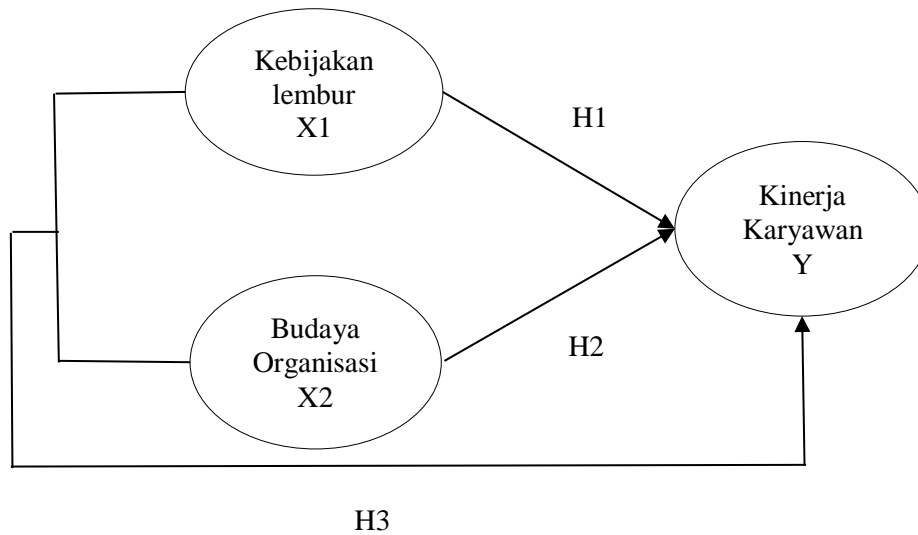 Kebijakan
lembur
X1
H1
Kinerja
Karyawan
Y
Budaya
Organisasi
X2
H2
H3